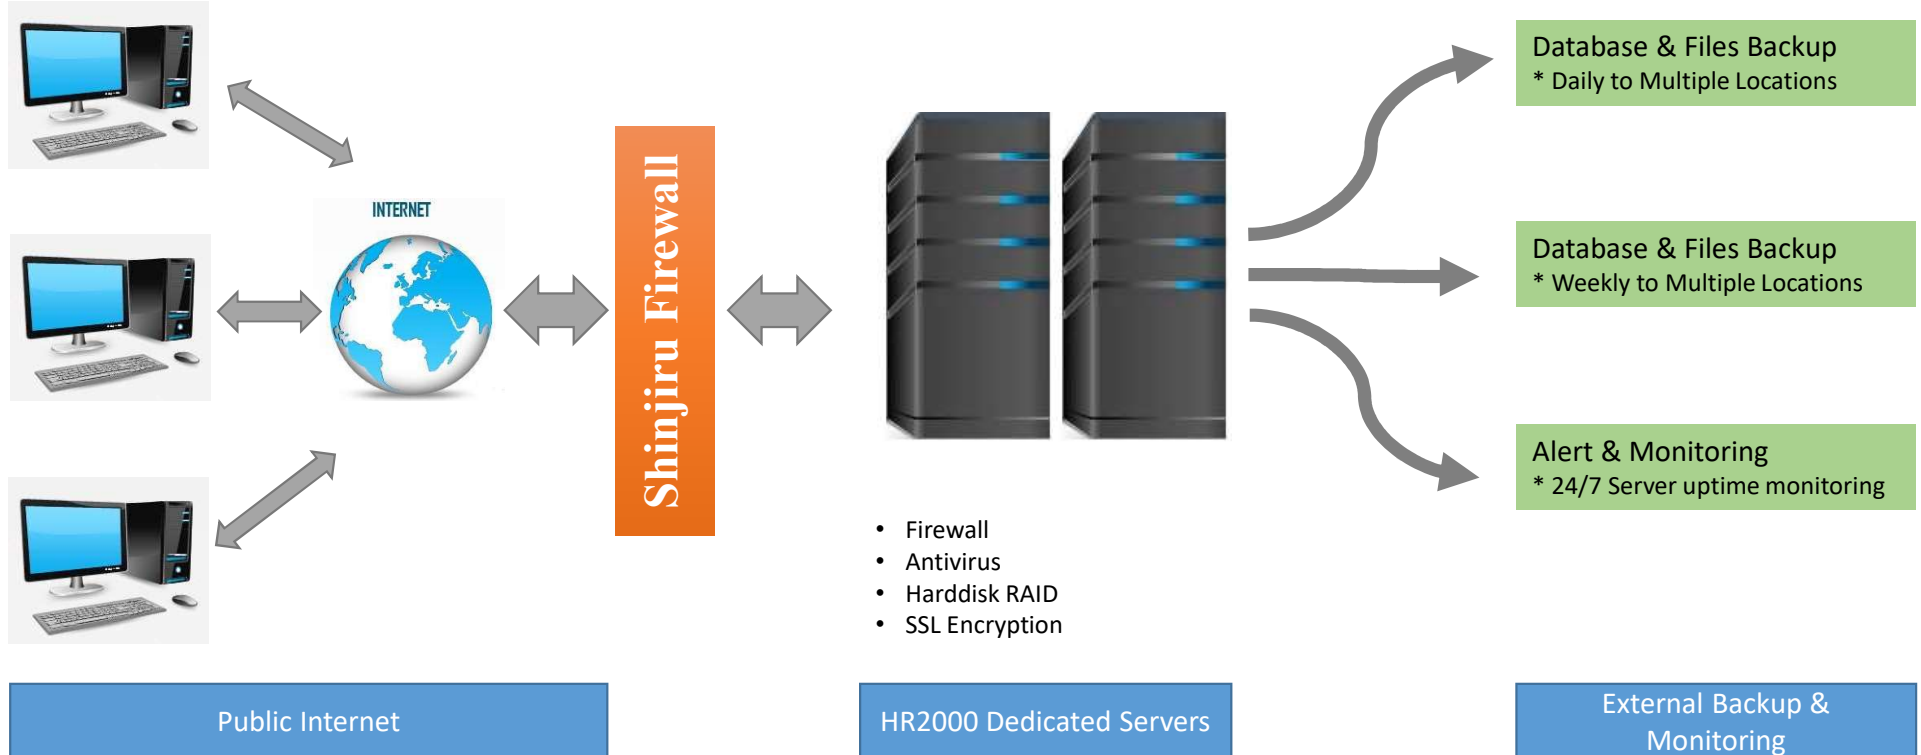 INTERNET
Shinjiru Firewall
• Firewall
• Antivirus
• Harddisk RAID
• SSL Encryption
Database & Files Backup
* Daily to Multiple Locations
Database & Files Backup
* Weekly to Multiple Locations
Alert & Monitoring
* 24/7 Server uptime monitoring
Public Internet
HR2000 Dedicated Servers
External Backup &
Monitoring